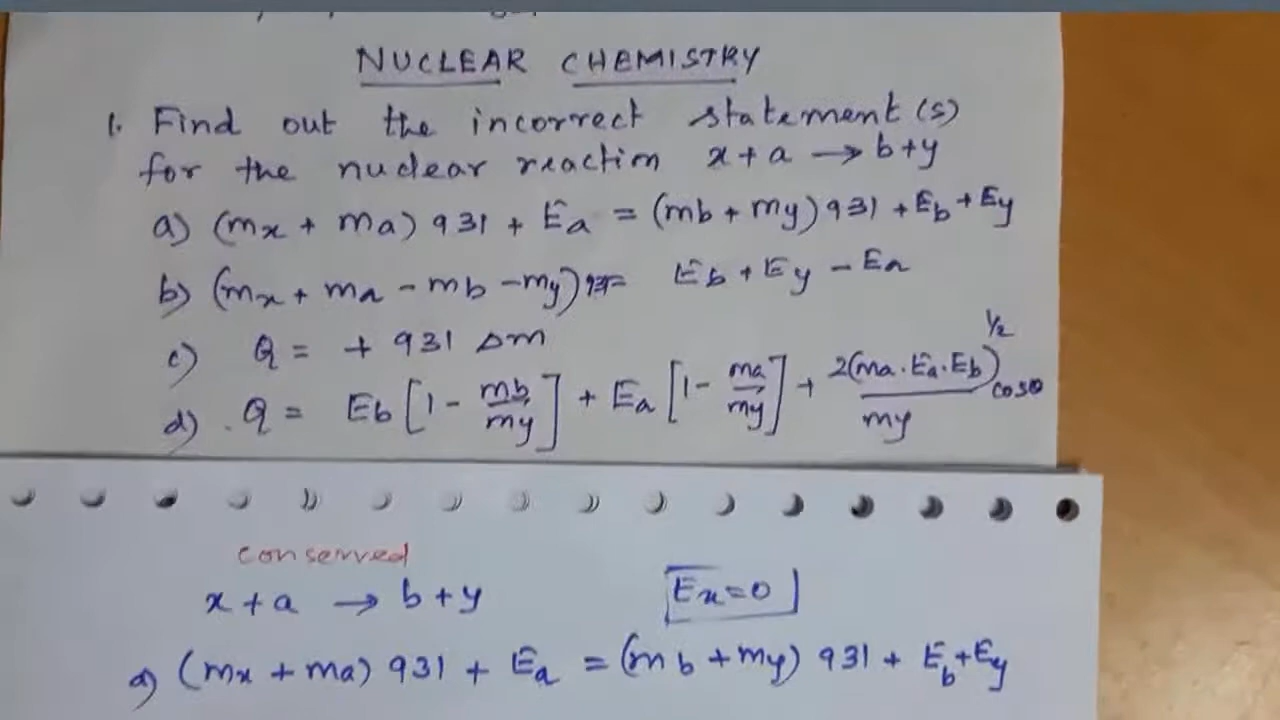 NUCLEAR CHEMISTRY
1. Find out the incorrect statement(s)
for the nuclear reaction x + a → b + y
a) (mx + ma) 931 + Ea = (mb + my) 931 + Eb + Ey
b) (mx + ma - mb - my) 931 = Eb + Ey - Ea
c) Q = + 931 Δm
d) Q = Eb [1 - mb/my] + Ea [1 - ma/my] + 2(ma·Ea·Eb)^1/2 cosθ / my
conserved
x + a → b + y
Ex = 0
a) (mx + ma) 931 + Ea = (mb + my) 931 + Eb + Ey